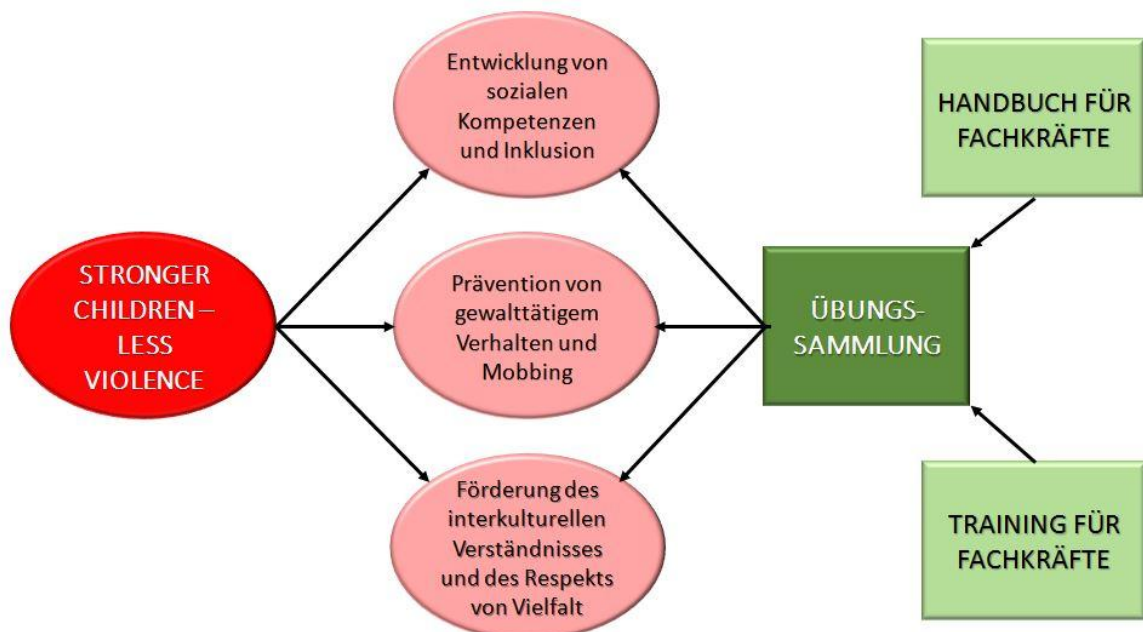 STRONGER
CHILDREN –
LESS
VIOLENCE
Entwicklung von
sozialen
Kompetenzen
und Inklusion
Prävention von
gewalttätigem
Verhalten und
Mobbing
Förderung des
interkulturellen
Verständnisses
und des Respekts
von Vielfalt
ÜBUNGS-
SAMMLUNG
HANDBUCH FÜR
FACHKRÄFTE
TRAINING FÜR
FACHKRÄFTE